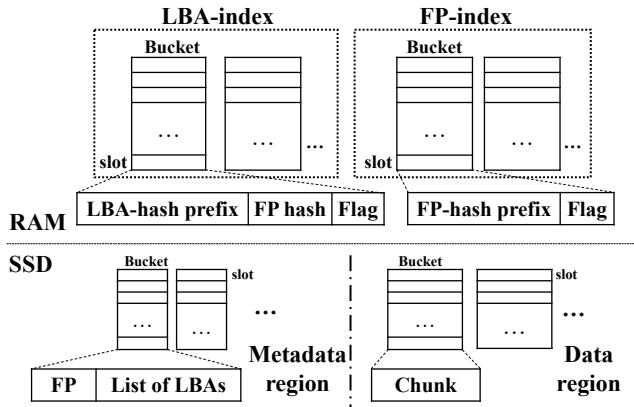 LBA-index
FP-index
Bucket
Bucket
...
...
...
...
...
...
slot
slot
LBA-hash prefix
FP hash
Flag
FP-hash prefix
Flag
RAM
SSD
Bucket
slot
Bucket
slot
...
...
...
...
...
...
Metadata
region
Data
region
FP
List of LBAs
Chunk